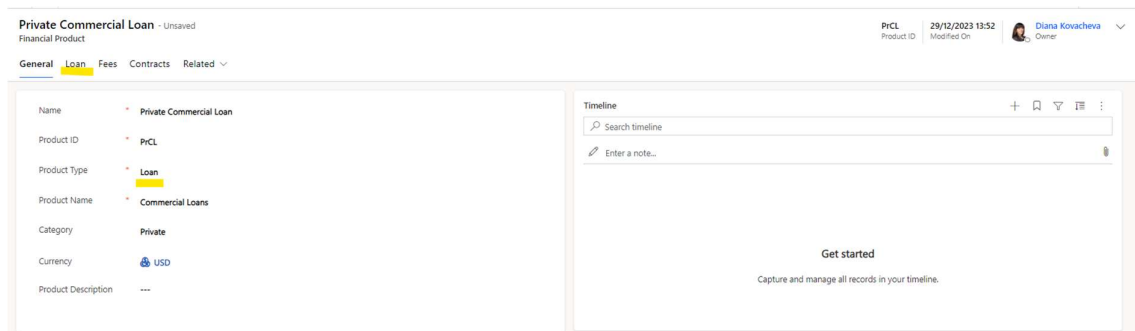 Private Commercial Loan - Unsaved
Financial Product
PrCL
Product ID
29/12/2023 13:52
Modified On
Diana Kovacheva
Owner
General Loan Fees Contracts Related
Name * Private Commercial Loan
Product ID * PrCL
Product Type * Loan
Product Name * Commercial Loans
Category Private
Currency USD
Product Description ---
Timeline
Search timeline
Enter a note...
Get started
Capture and manage all records in your timeline.